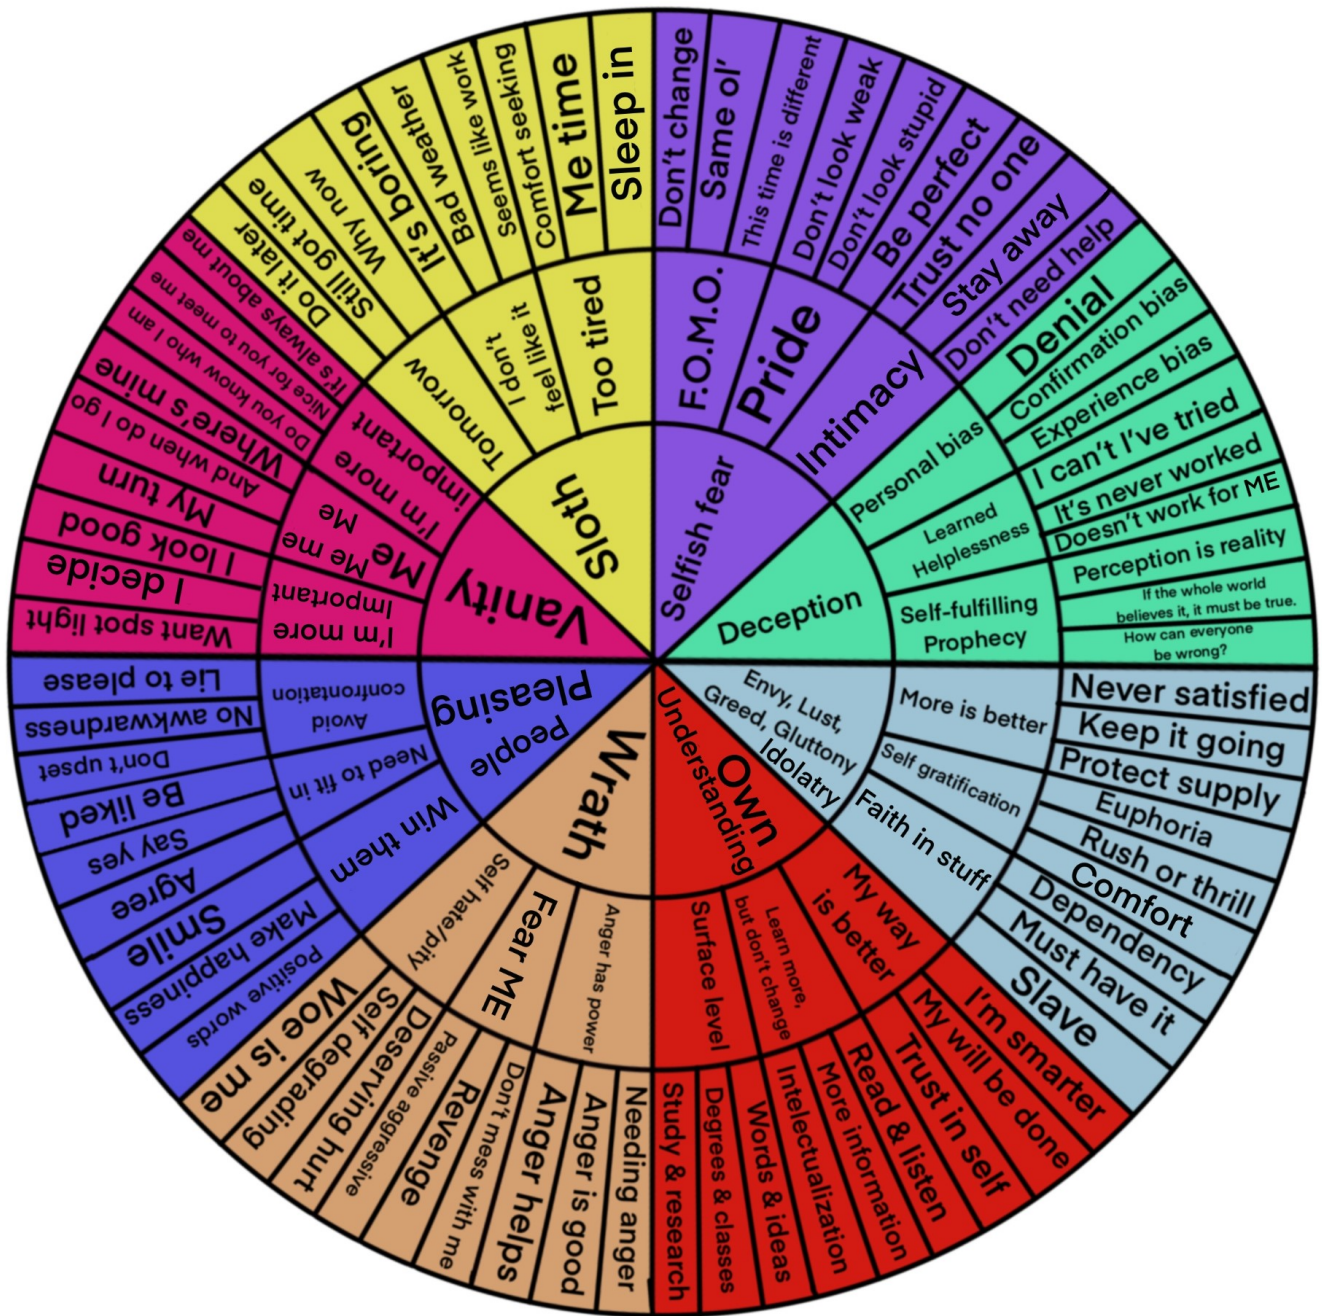 Selfish fear
F.O.M.O.
Pride
Intimacy
Don't change
Same ol'
This time is different
Don't look weak
Don't look stupid
Be perfect
Trust no one
Stay away
Don't need help
Deception
Personal bias
Learned
Helplessness
Self-fulfilling
Prophecy
Denial
Confirmation bias
Experience bias
I can't I've tried
It's never worked
Doesn't work for ME
Perception is reality
If the whole world
believes it, it must be true.
How can everyone
be wrong?
Envy, Lust,
Greed, Gluttony
Idolatry
More is better
Self gratification
Faith in stuff
Never satisfied
Keep it going
Protect supply
Euphoria
Rush or thrill
Comfort
Dependency
Must have it
Slave
Own
Understanding
My way
is better
Learn more,
but don't change
Surface level
I'm smarter
My will be done
Trust in self
Read & listen
More information
Intelectualization
Words & ideas
Degrees & classes
Study & research
Wrath
Anger has power
Fear ME
Self hate/pity
Needing anger
Anger is good
Anger helps
Don't mess with me
Revenge
Passive aggressive
Deserving hurt
Self degrading
Woe is me
People
Pleasing
Win them
Need to fit in
Avoid
confrontation
Positive words
Make happiness
Smile
Agree
Say yes
Be liked
Don't upset
No awkwardness
Lie to please
Vanity
I'm more
Important
Me
Me me
Me
I'm more
important
Want spot light
I decide
I look good
My turn
And when do I go
Where's mine
Do you know who I am
Nice for you to meet me
It's always about me
Sloth
Tomorrow
I don't
feel like it
Too tired
Do it later
Still got time
Why now
It's boring
Bad weather
Seems like work
Comfort seeking
Me time
Sleep in